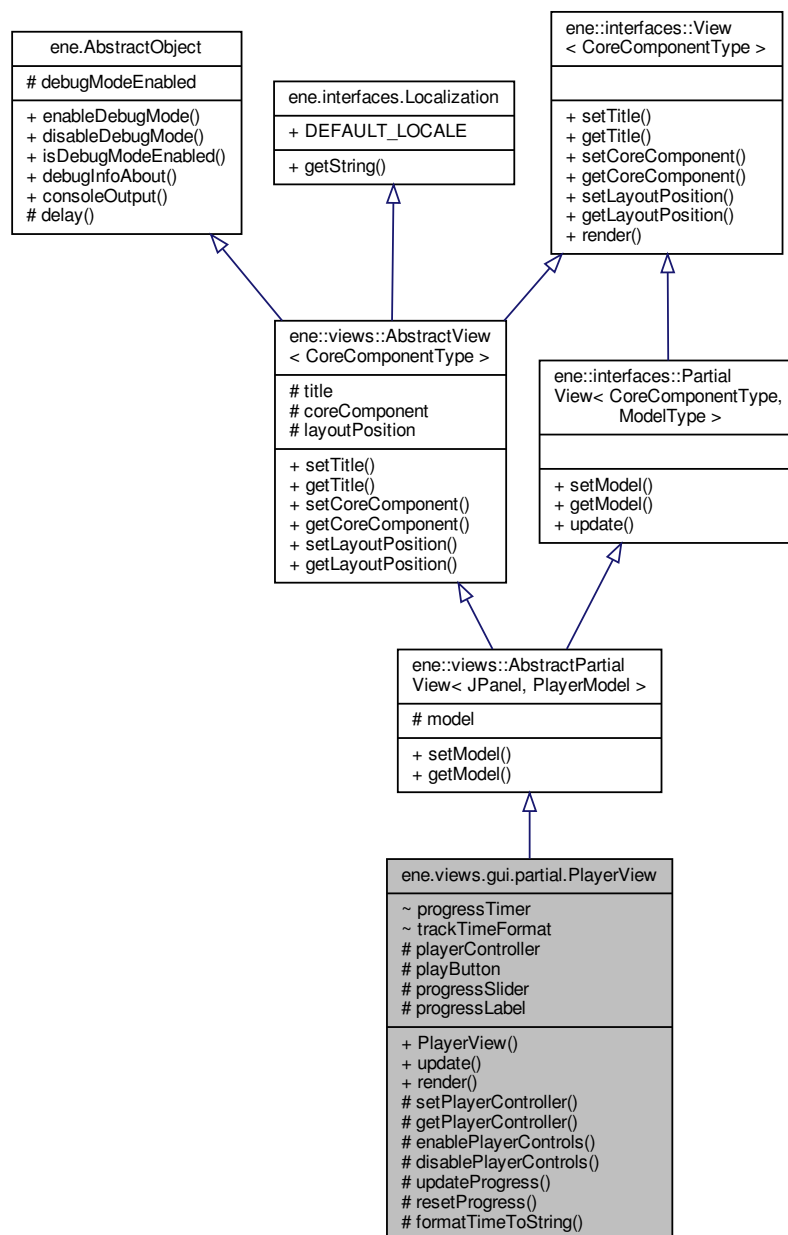 ene.AbstractObject
# debugModeEnabled
+ enableDebugMode()
+ disableDebugMode()
+ isDebugModeEnabled()
+ debugInfoAbout()
+ consoleOutput()
# delay()
ene.interfaces.Localization
+ DEFAULT_LOCALE
+ getString()
ene::interfaces::View
< CoreComponentType >
+ setTitle()
+ getTitle()
+ setCoreComponent()
+ getCoreComponent()
+ setLayoutPosition()
+ getLayoutPosition()
+ render()
ene::views::AbstractView
< CoreComponentType >
# title
# coreComponent
# layoutPosition
+ setTitle()
+ getTitle()
+ setCoreComponent()
+ getCoreComponent()
+ setLayoutPosition()
+ getLayoutPosition()
ene::interfaces::Partial
View< CoreComponentType,
ModelType >
+ setModel()
+ getModel()
+ update()
ene::views::AbstractPartial
View< JPanel, PlayerModel >
# model
+ setModel()
+ getModel()
ene.views.gui.partial.PlayerView
~ progressTimer
~ trackTimeFormat
# playerController
# playButton
# progressSlider
# progressLabel
+ PlayerView()
+ update()
+ render()
# setPlayerController()
# getPlayerController()
# enablePlayerControls()
# disablePlayerControls()
# updateProgress()
# resetProgress()
# formatTimeToString()